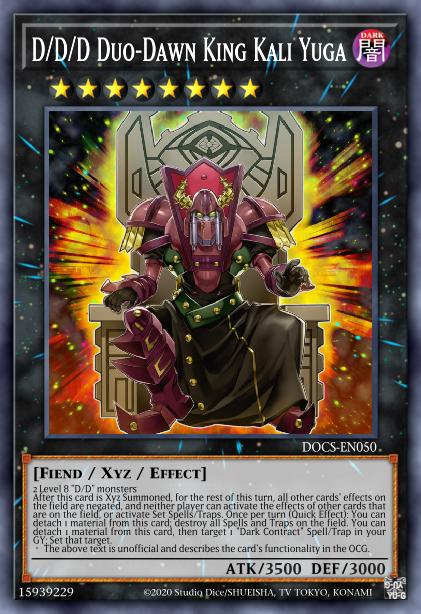 D/D/D Duo-Dawn King Kali Yuga
DARK
闇
DOCS-EN050
[Fiend / Xyz / Effect]
2 Level 8 "D/D" monsters
After this card is Xyz Summoned, for the rest of this turn, all other cards' effects on
the field are negated, and neither player can activate the effects of other cards that
are on the field, or activate Set Spells/Traps. Once per turn (Quick Effect): You can
detach 1 material from this card; destroy all Spells and Traps on the field. You can
detach 1 material from this card, then target 1 "Dark Contract" Spell/Trap in your
GY; Set that target.
* The above text is unofficial and describes the card's functionality in the OCG.
ATK/3500 DEF/3000
15939229
©2020 Studio Dice/SHUEISHA, TV TOKYO, KONAMI